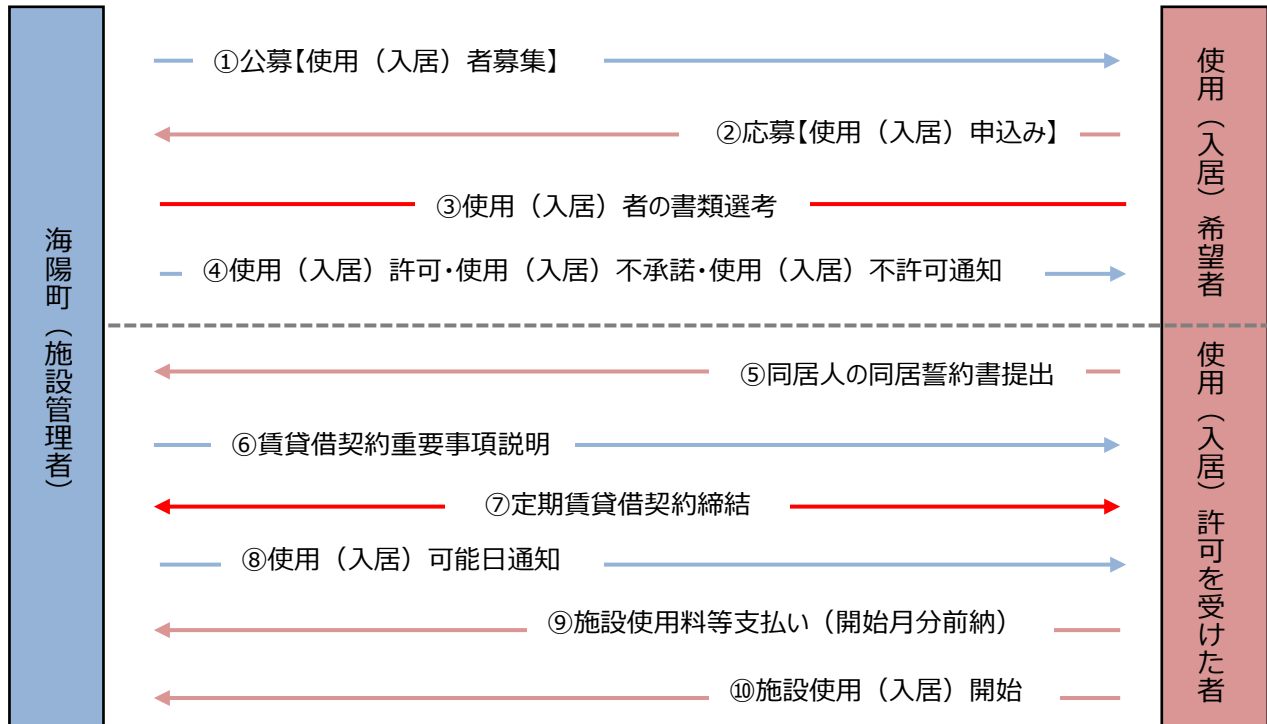 海陽町（施設管理者）
①公募【使用（入居）者募集】
②応募【使用（入居）申込み】
③使用（入居）者の書類選考
④使用（入居）許可・使用（入居）不承諾・使用（入居）不許可通知
使用（入居）希望者
⑤同居人の同居誓約書提出
⑥賃貸借契約重要事項説明
⑦定期賃貸借契約締結
⑧使用（入居）可能日通知
⑨施設使用料等支払い（開始月分前納）
⑩施設使用（入居）開始
使用（入居）許可を受けた者